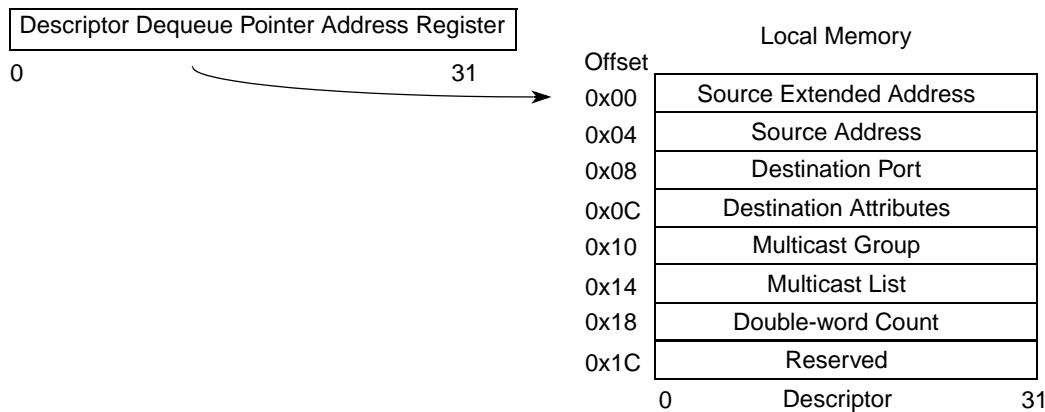 Descriptor Dequeue Pointer Address Register
0 31
Local Memory
Offset
0x00 Source Extended Address
0x04 Source Address
0x08 Destination Port
0x0C Destination Attributes
0x10 Multicast Group
0x14 Multicast List
0x18 Double-word Count
0x1C Reserved
0 Descriptor 31